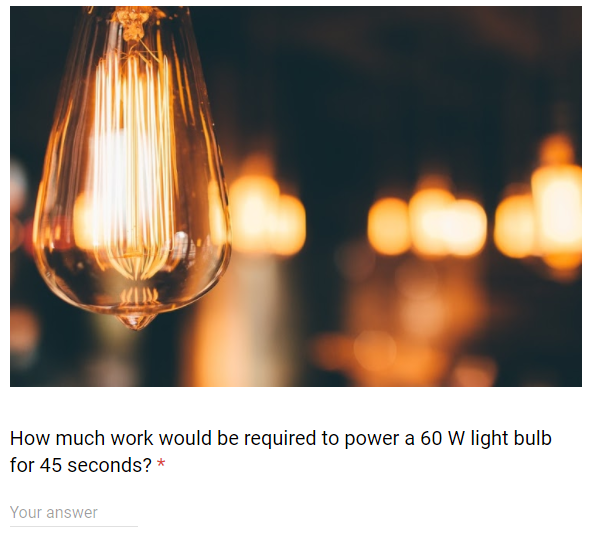 How much work would be required to power a 60 W light bulb
for 45 seconds? *
Your answer